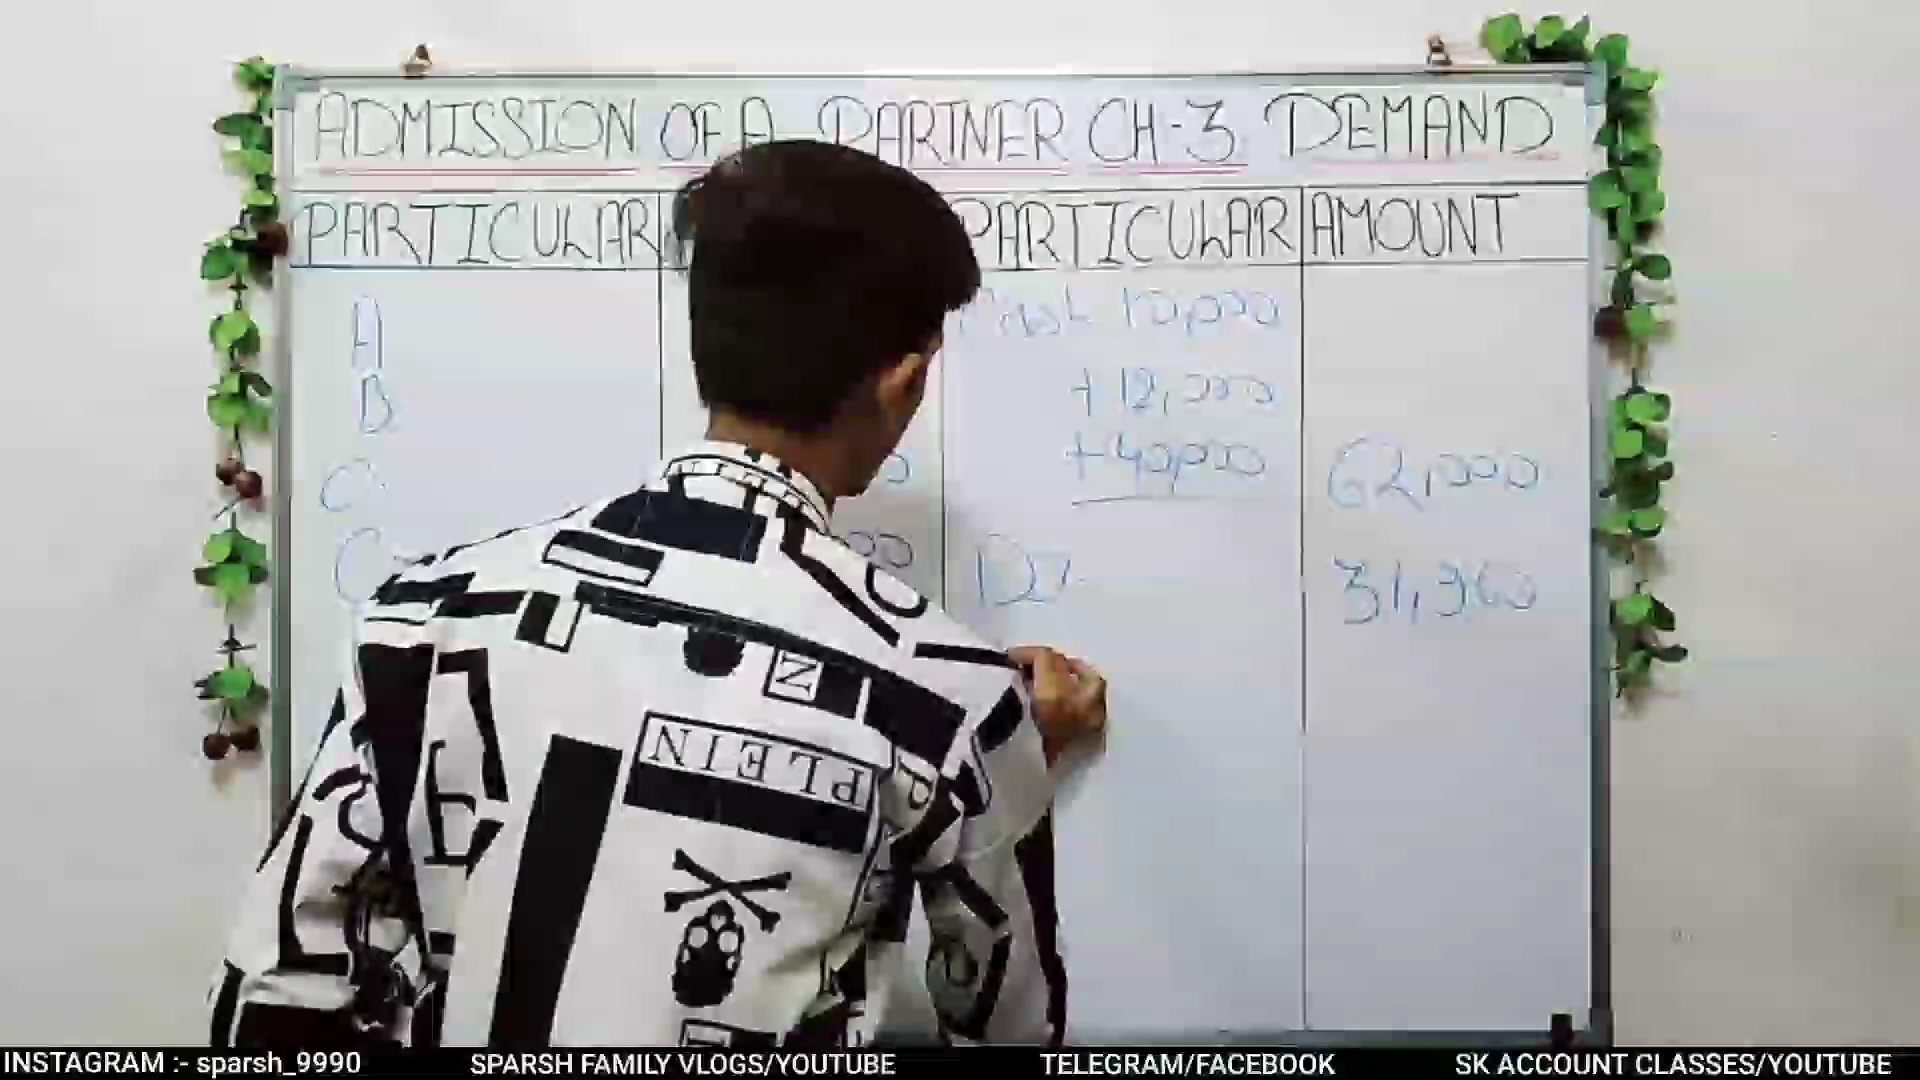 ADMISSION OF A PARTNER CH-3 DEMAND
PARTICULAR PARTICULAR AMOUNT
A
B
C
C
Cash 10,000
+ 12,000
+ 40,000 62,000
31,960
N
PLEIN
INSTAGRAM :- sparsh_9990 SPARSH FAMILY VLOGS/YOUTUBE TELEGRAM/FACEBOOK SK ACCOUNT CLASSES/YOUTUBE